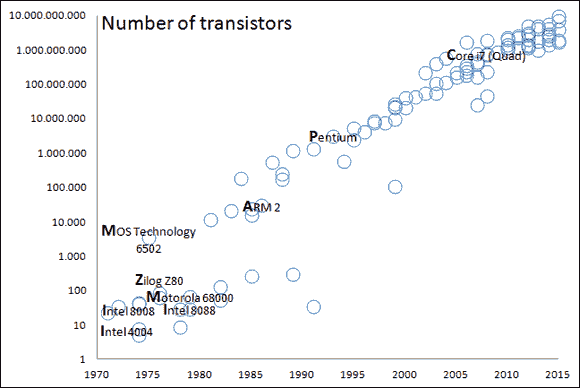 Number of transistors
10.000.000.000
1.000.000.000
100.000.000
10.000.000
1.000.000
100.000
10.000
1.000
100
10
1
Core i7 (Quad)
Pentium
ARM 2
MOS Technology
6502
Zilog Z80
Motorola 68000
Intel 8008
Intel 8088
Intel 4004
1970
1975
1980
1985
1990
1995
2000
2005
2010
2015